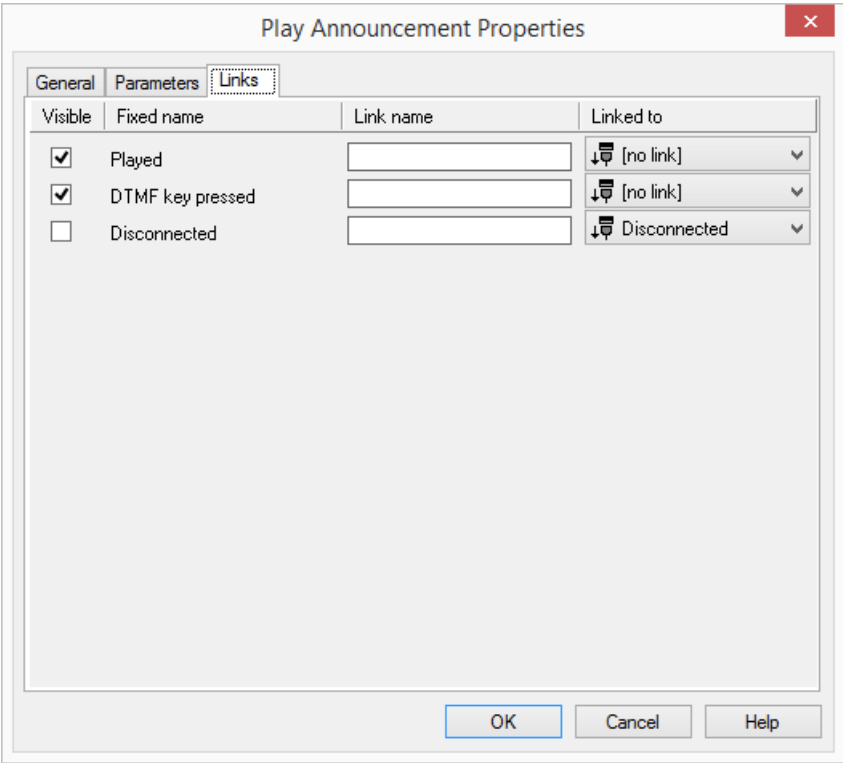 Play Announcement Properties
General Parameters Links
Visible Fixed name Link name Linked to
Played [no link]
DTMF key pressed [no link]
Disconnected Disconnected
OK Cancel Help